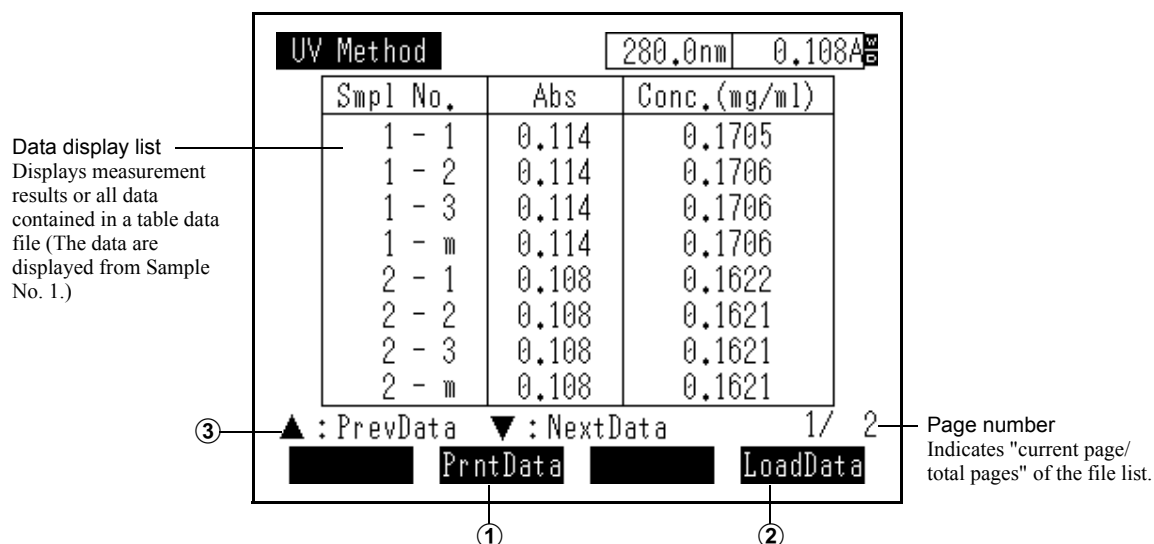 UV Method 280.0nm 0.108A W D
Smpl No. Abs Conc.(mg/ml)
1 - 1 0.114 0.1705
1 - 2 0.114 0.1706
1 - 3 0.114 0.1706
1 - m 0.114 0.1706
2 - 1 0.108 0.1622
2 - 2 0.108 0.1621
2 - 3 0.108 0.1621
2 - m 0.108 0.1621
▲ : PrevData ▼ : NextData 1/ 2
PrntData LoadData
Data display list
Displays measurement
results or all data
contained in a table data
file (The data are
displayed from Sample
No. 1.)
③
Page number
Indicates "current page/
total pages" of the file list.
① ②